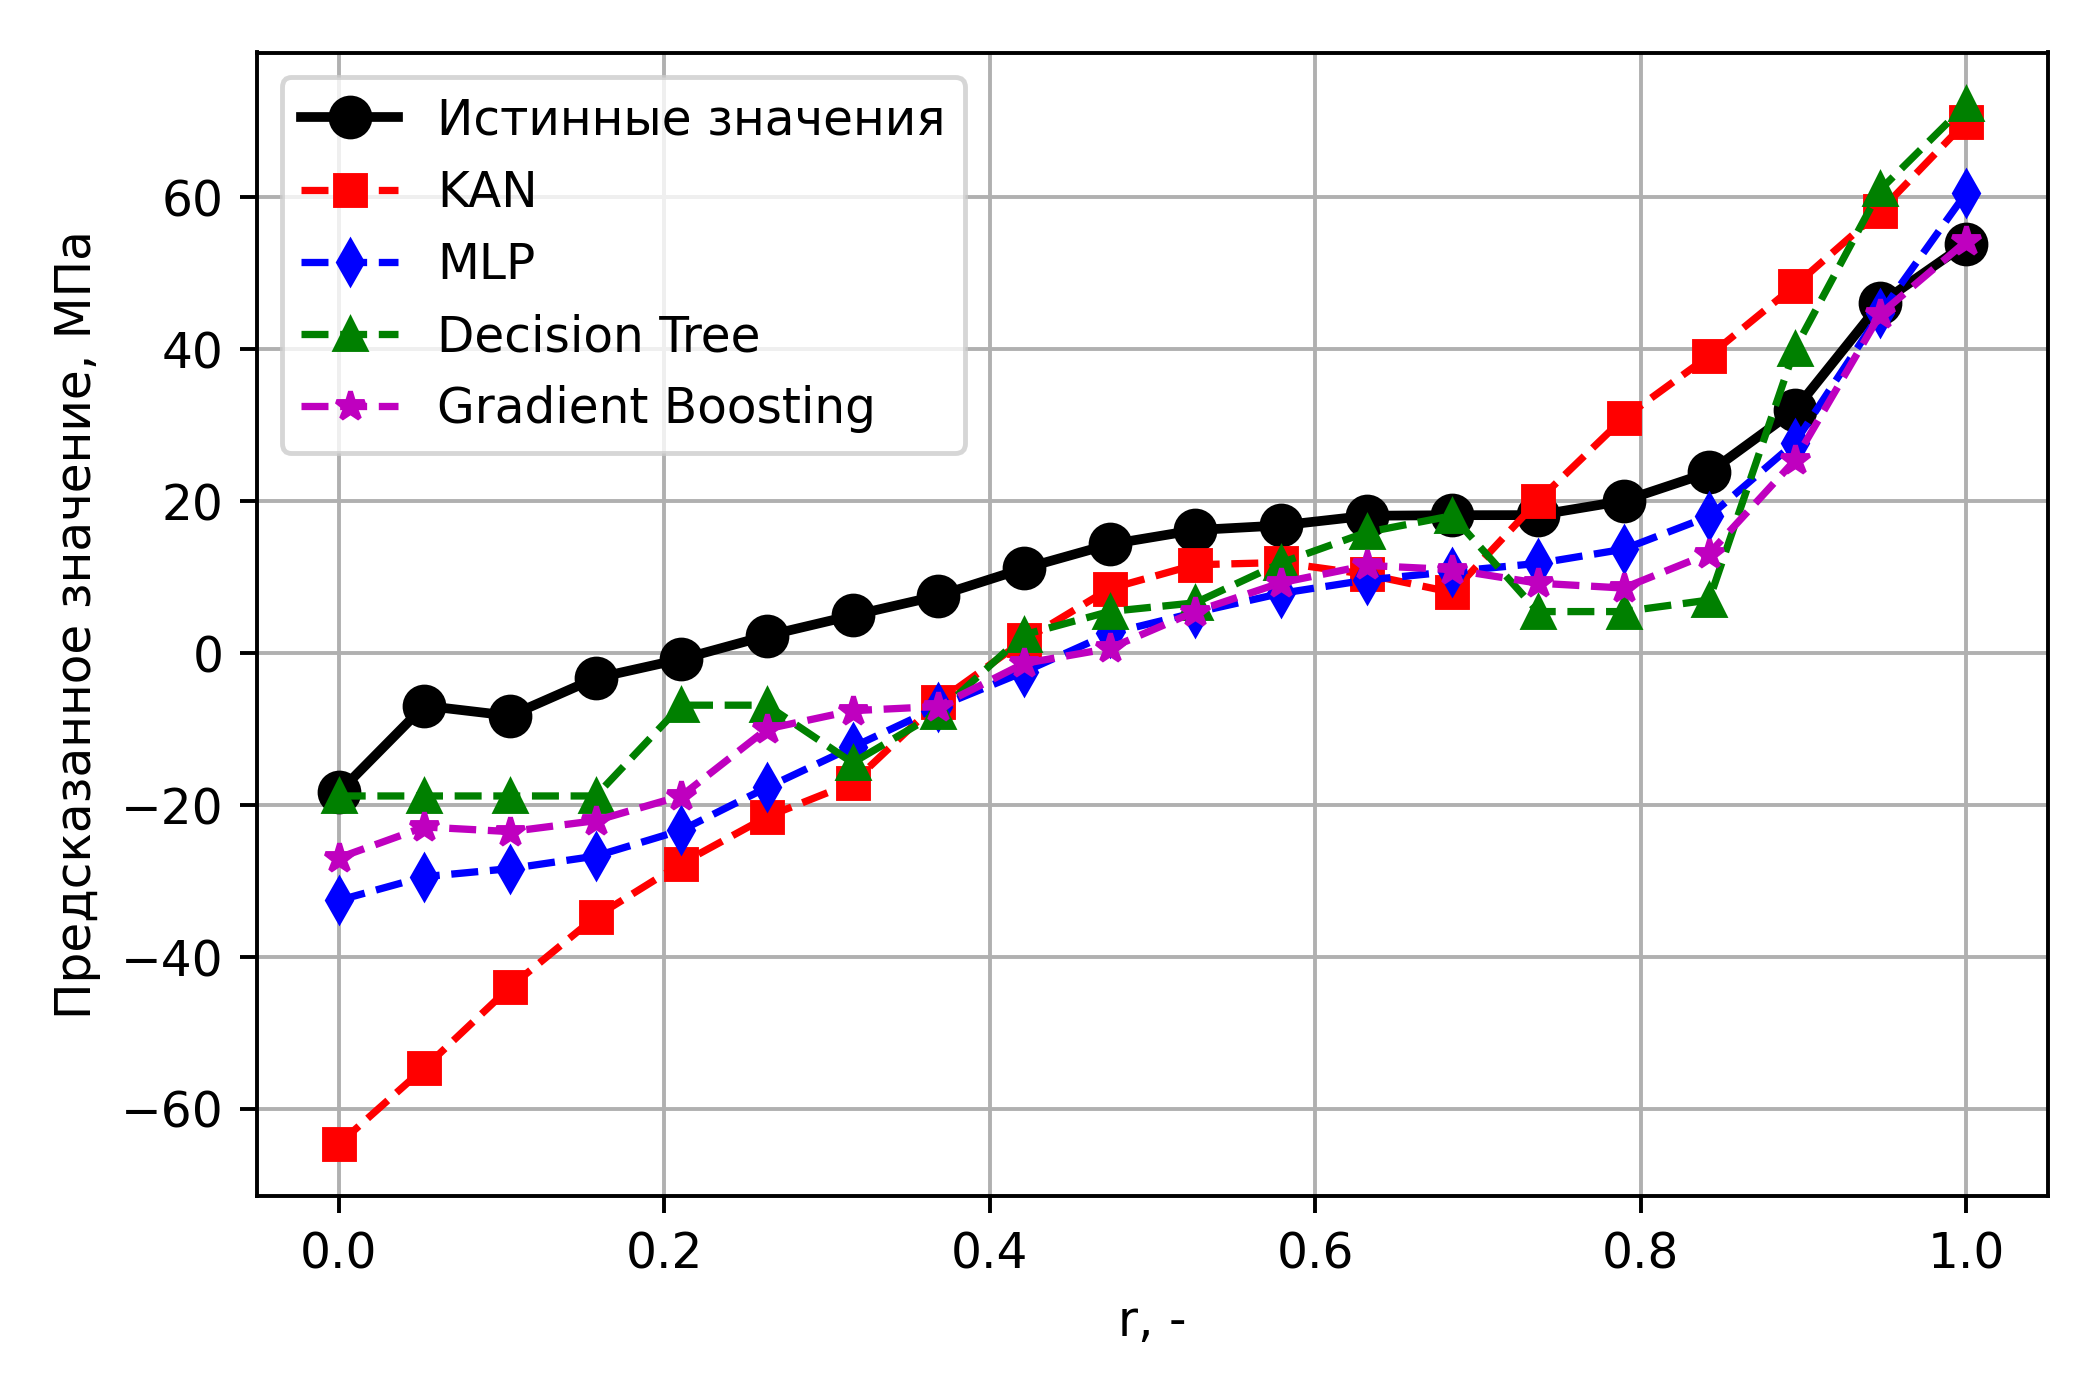 Предсказанное значение, МПа
Истинные значения
KAN
MLP
Decision Tree
Gradient Boosting
60
40
20
0
−20
−40
−60
0.0 0.2 0.4 0.6 0.8 1.0
r, -